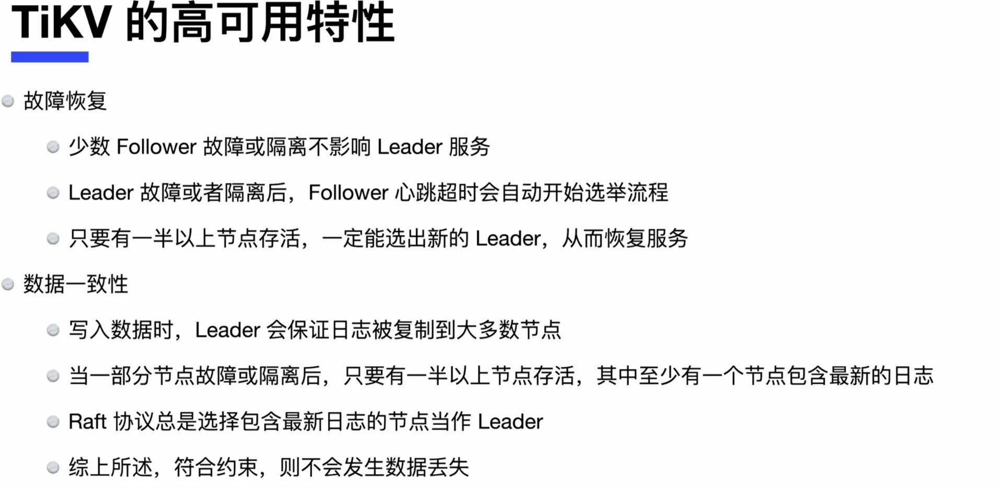 TiKV 的高可用特性
故障恢复
少数 Follower 故障或隔离不影响 Leader 服务
Leader 故障或者隔离后，Follower 心跳超时会自动开始选举流程
只要有一半以上节点存活，一定能选出新的 Leader，从而恢复服务
数据一致性
写入数据时，Leader 会保证日志被复制到大多数节点
当一部分节点故障或隔离后，只要有一半以上节点存活，其中至少有一个节点包含最新的日志
Raft 协议总是选择包含最新日志的节点当作 Leader
综上所述，符合约束，则不会发生数据丢失